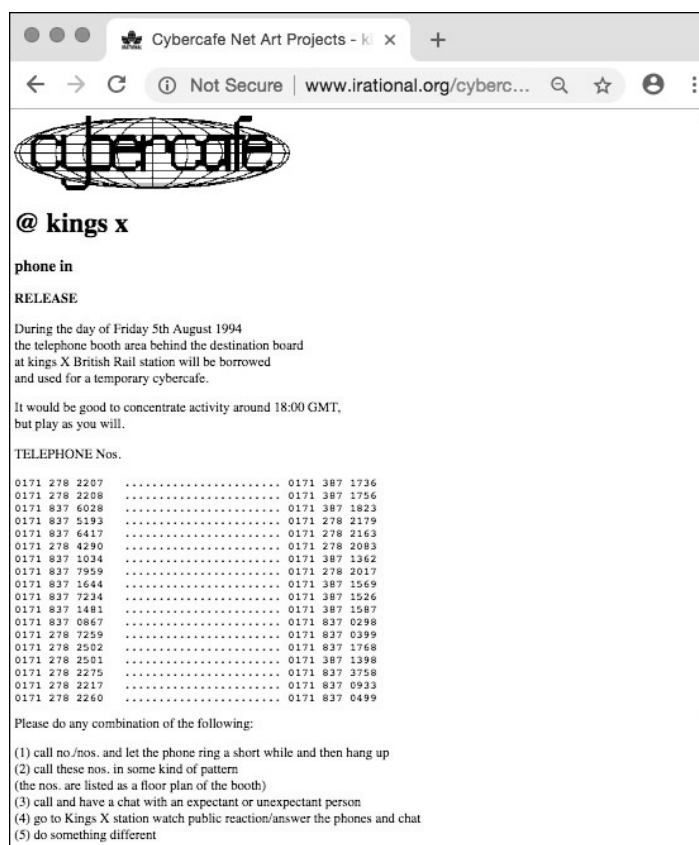 Cybercafe Net Art Projects - ki
Not Secure | www.irational.org/cyberc...
cybercafe
@ kings x
phone in
RELEASE
During the day of Friday 5th August 1994
the telephone booth area behind the destination board
at kings X British Rail station will be borrowed
and used for a temporary cybercafe.
It would be good to concentrate activity around 18:00 GMT,
but play as you will.
TELEPHONE Nos.
0171 278 2207 ....................... 0171 387 1736
0171 278 2208 ....................... 0171 387 1756
0171 837 6028 ....................... 0171 387 1823
0171 837 5193 ....................... 0171 278 2179
0171 837 6417 ....................... 0171 278 2163
0171 278 4290 ....................... 0171 278 2083
0171 837 1034 ....................... 0171 387 1362
0171 837 7959 ....................... 0171 278 2017
0171 837 1644 ....................... 0171 387 1569
0171 837 7234 ....................... 0171 387 1526
0171 837 1481 ....................... 0171 387 1587
0171 837 0867 ....................... 0171 837 0298
0171 278 7259 ....................... 0171 837 0399
0171 278 2502 ....................... 0171 837 1768
0171 278 2501 ....................... 0171 387 1398
0171 278 2275 ....................... 0171 837 3758
0171 278 2217 ....................... 0171 837 0933
0171 278 2260 ....................... 0171 837 0499
Please do any combination of the following:
(1) call no./nos. and let the phone ring a short while and then hang up
(2) call these nos. in some kind of pattern
(the nos. are listed as a floor plan of the booth)
(3) call and have a chat with an expectant or unexpectant person
(4) go to Kings X station watch public reaction/answer the phones and chat
(5) do something different